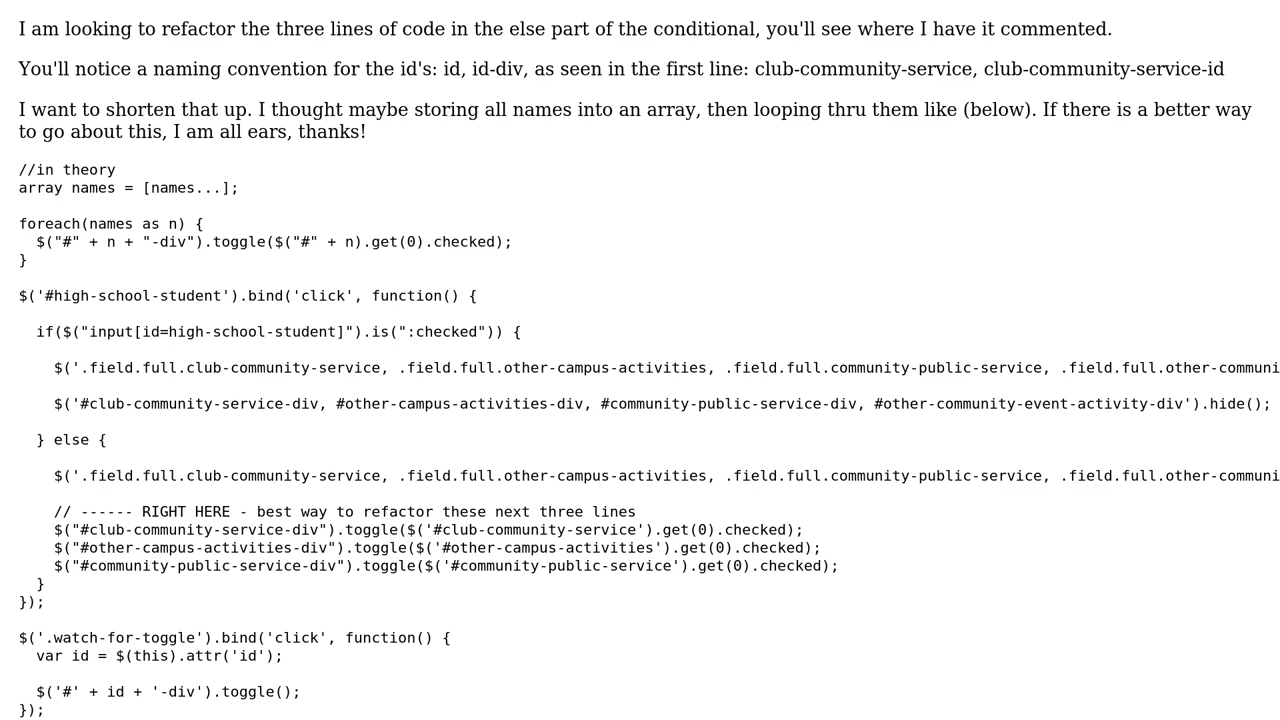 I am looking to refactor the three lines of code in the else part of the conditional, you'll see where I have it commented.
You'll notice a naming convention for the id's: id, id-div, as seen in the first line: club-community-service, club-community-service-id
I want to shorten that up. I thought maybe storing all names into an array, then looping thru them like (below). If there is a better way
to go about this, I am all ears, thanks!
//in theory
array names = [names...];
foreach(names as n) {
  $("#" + n + "-div").toggle($("#" + n).get(0).checked);
}
$('#high-school-student').bind('click', function() {
  if($("input[id=high-school-student]").is(":checked")) {
    $('.field.full.club-community-service, .field.full.other-campus-activities, .field.full.community-public-service, .field.full.other-communi
    $('#club-community-service-div, #other-campus-activities-div, #community-public-service-div, #other-community-event-activity-div').hide();
  } else {
    $('.field.full.club-community-service, .field.full.other-campus-activities, .field.full.community-public-service, .field.full.other-communi
    // ------ RIGHT HERE - best way to refactor these next three lines
    $("#club-community-service-div").toggle($('#club-community-service').get(0).checked);
    $("#other-campus-activities-div").toggle($('#other-campus-activities').get(0).checked);
    $("#community-public-service-div").toggle($('#community-public-service').get(0).checked);
  }
});
$('.watch-for-toggle').bind('click', function() {
  var id = $(this).attr('id');
  $('#' + id + '-div').toggle();
});